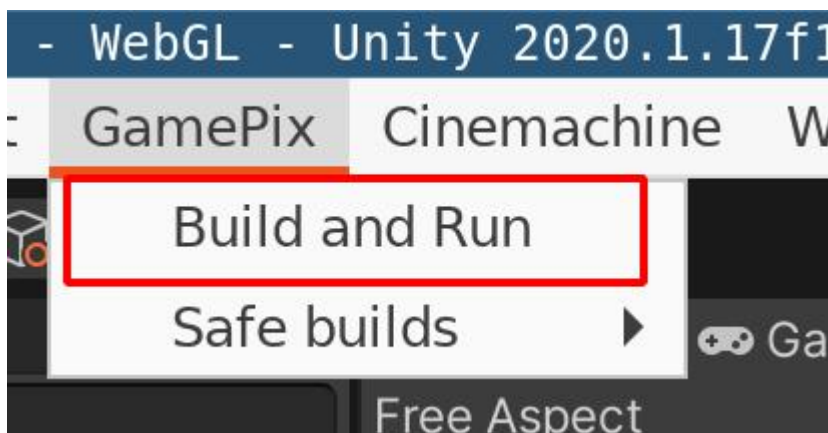 - WebGL - Unity 2020.1.17f1
GamePix Cinemachine
Build and Run
Safe builds
Free Aspect